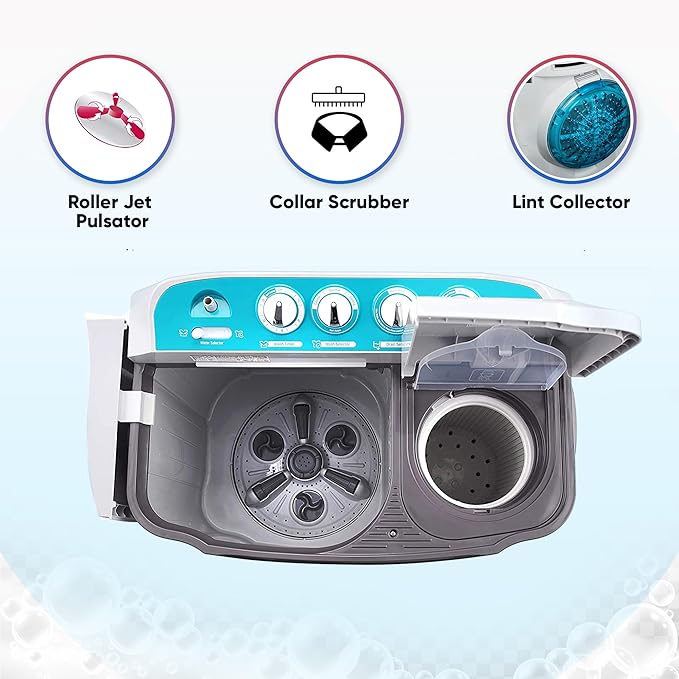 Roller Jet
Pulsator
Collar Scrubber
Lint Collector
Water Selector
Wash Timer
Wash Selector